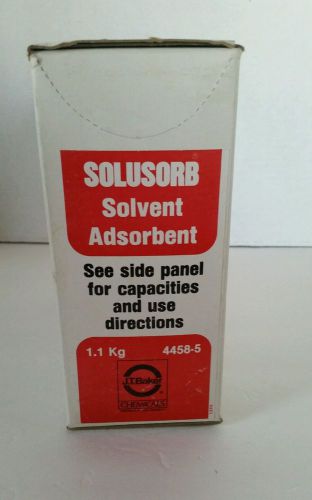 SOLUSORB
Solvent
Adsorbent
See side panel
for capacities
and use
directions
1.1 Kg 4458-5
J.T.Baker
CHEMICALS